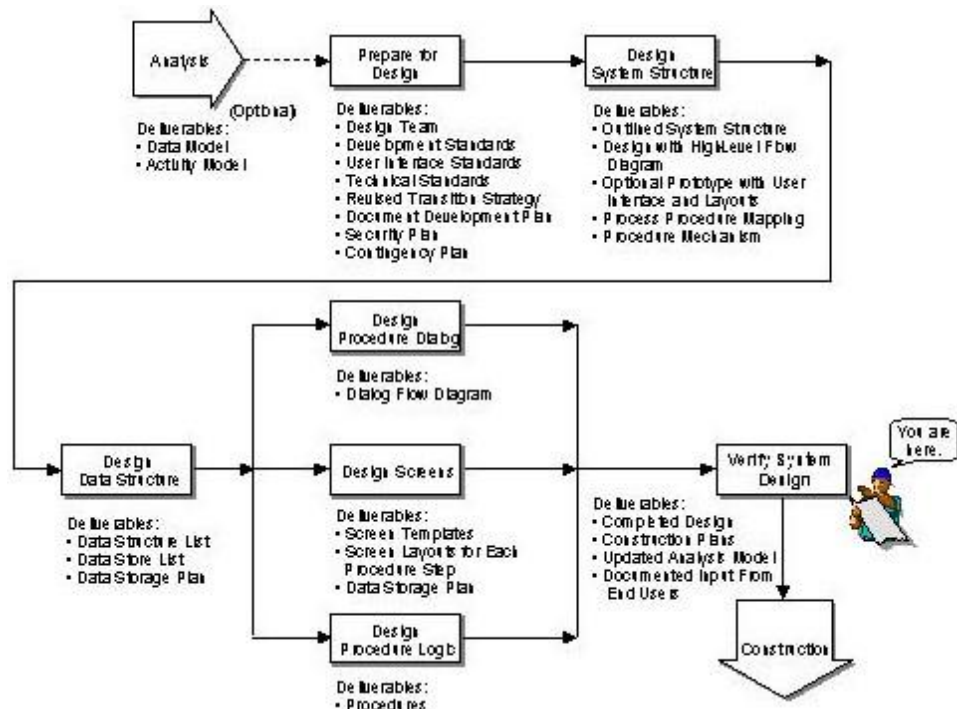 Analysis
(Optional)
Deliverables:
• Data Model
• Activity Model
Prepare for
Design
Deliverables:
• Design Team
• Development Standards
• User Interface Standards
• Technical Standards
• Revised Transition Strategy
• Document Development Plan
• Security Plan
• Contingency Plan
Design
System Structure
Deliverables:
• Outlined System Structure
• Design with High-Level Flow
Diagram
• Optional Prototype with User
Interface and Layouts
• Process Procedure Mapping
• Procedure Mechanism
Design
Data Structure
Deliverables:
• Data Structure List
• Data Store List
• Data Storage Plan
Design
Procedure Dialog
Deliverables:
• Dialog Flow Diagram
Design Screens
Deliverables:
• Screen Templates
• Screen Layouts for Each
Procedure Step
• Data Storage Plan
Design
Procedure Logic
Deliverables:
• Procedures
Verify System
Design
Deliverables:
• Completed Design
• Construction Plans
• Updated Analysis Model
• Documented Input From
End Users
You are
here.
Construction